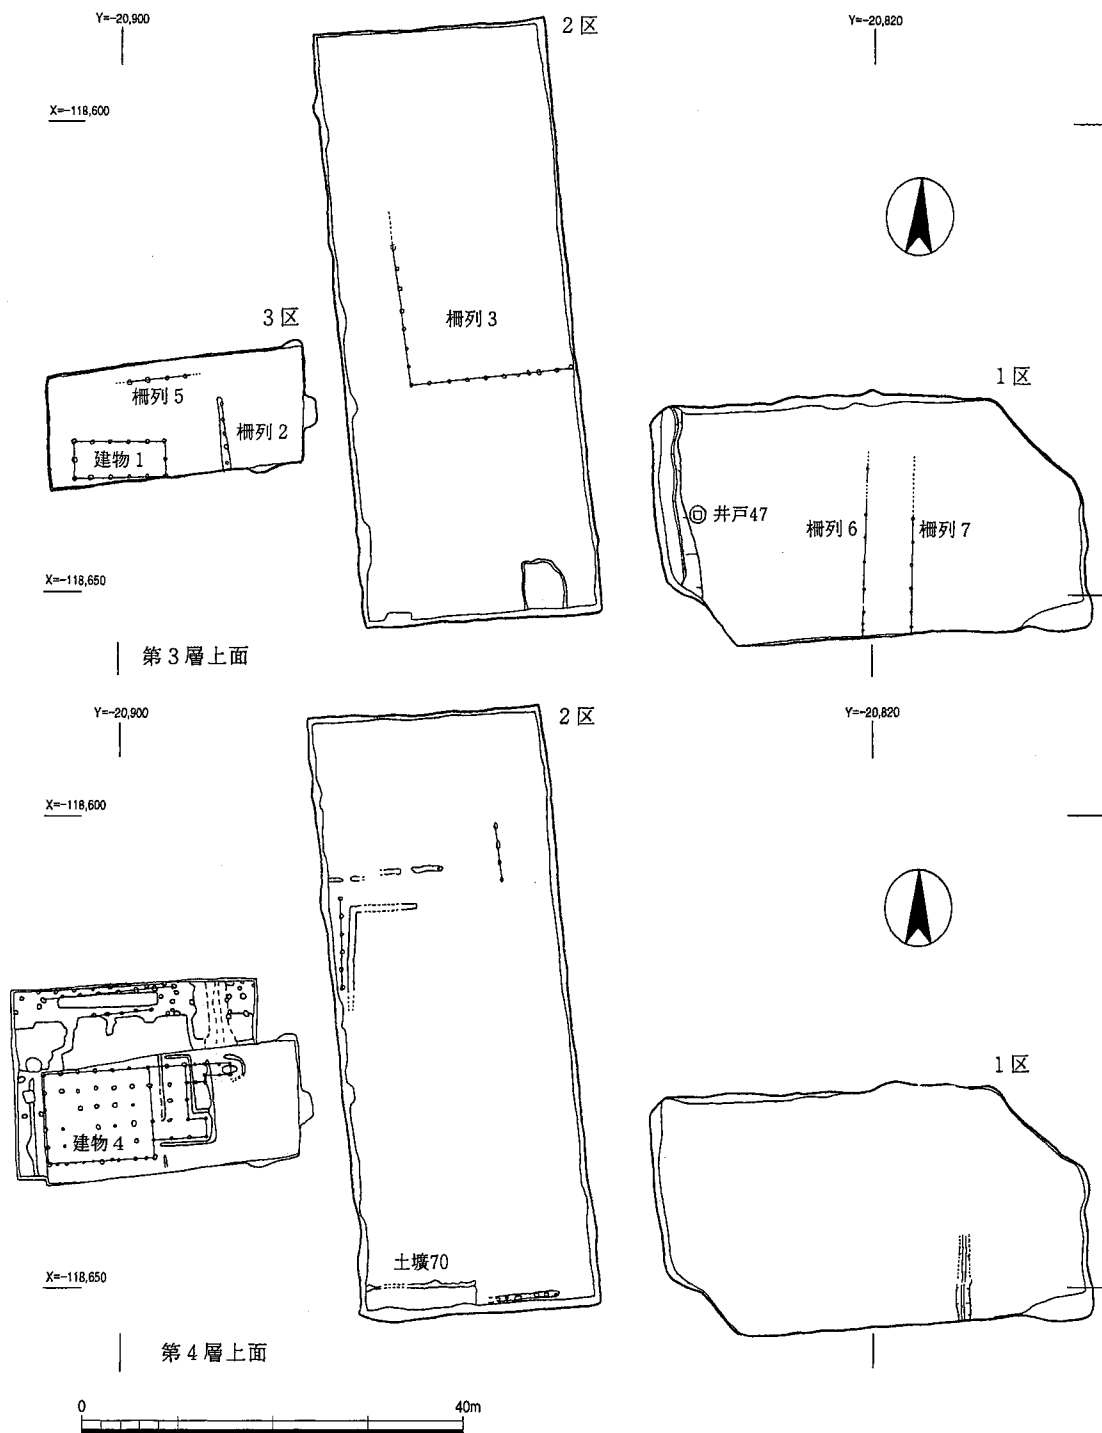 Y=-20,900
2区
Y=-20,820
X=-118,600
3区
柵列3
柵列5
柵列2
建物1
1区
井戸47
柵列6
柵列7
X=-118,650
第3層上面
Y=-20,900
2区
Y=-20,820
X=-118,600
1区
建物4
土壙70
X=-118,650
第4層上面
0
40m